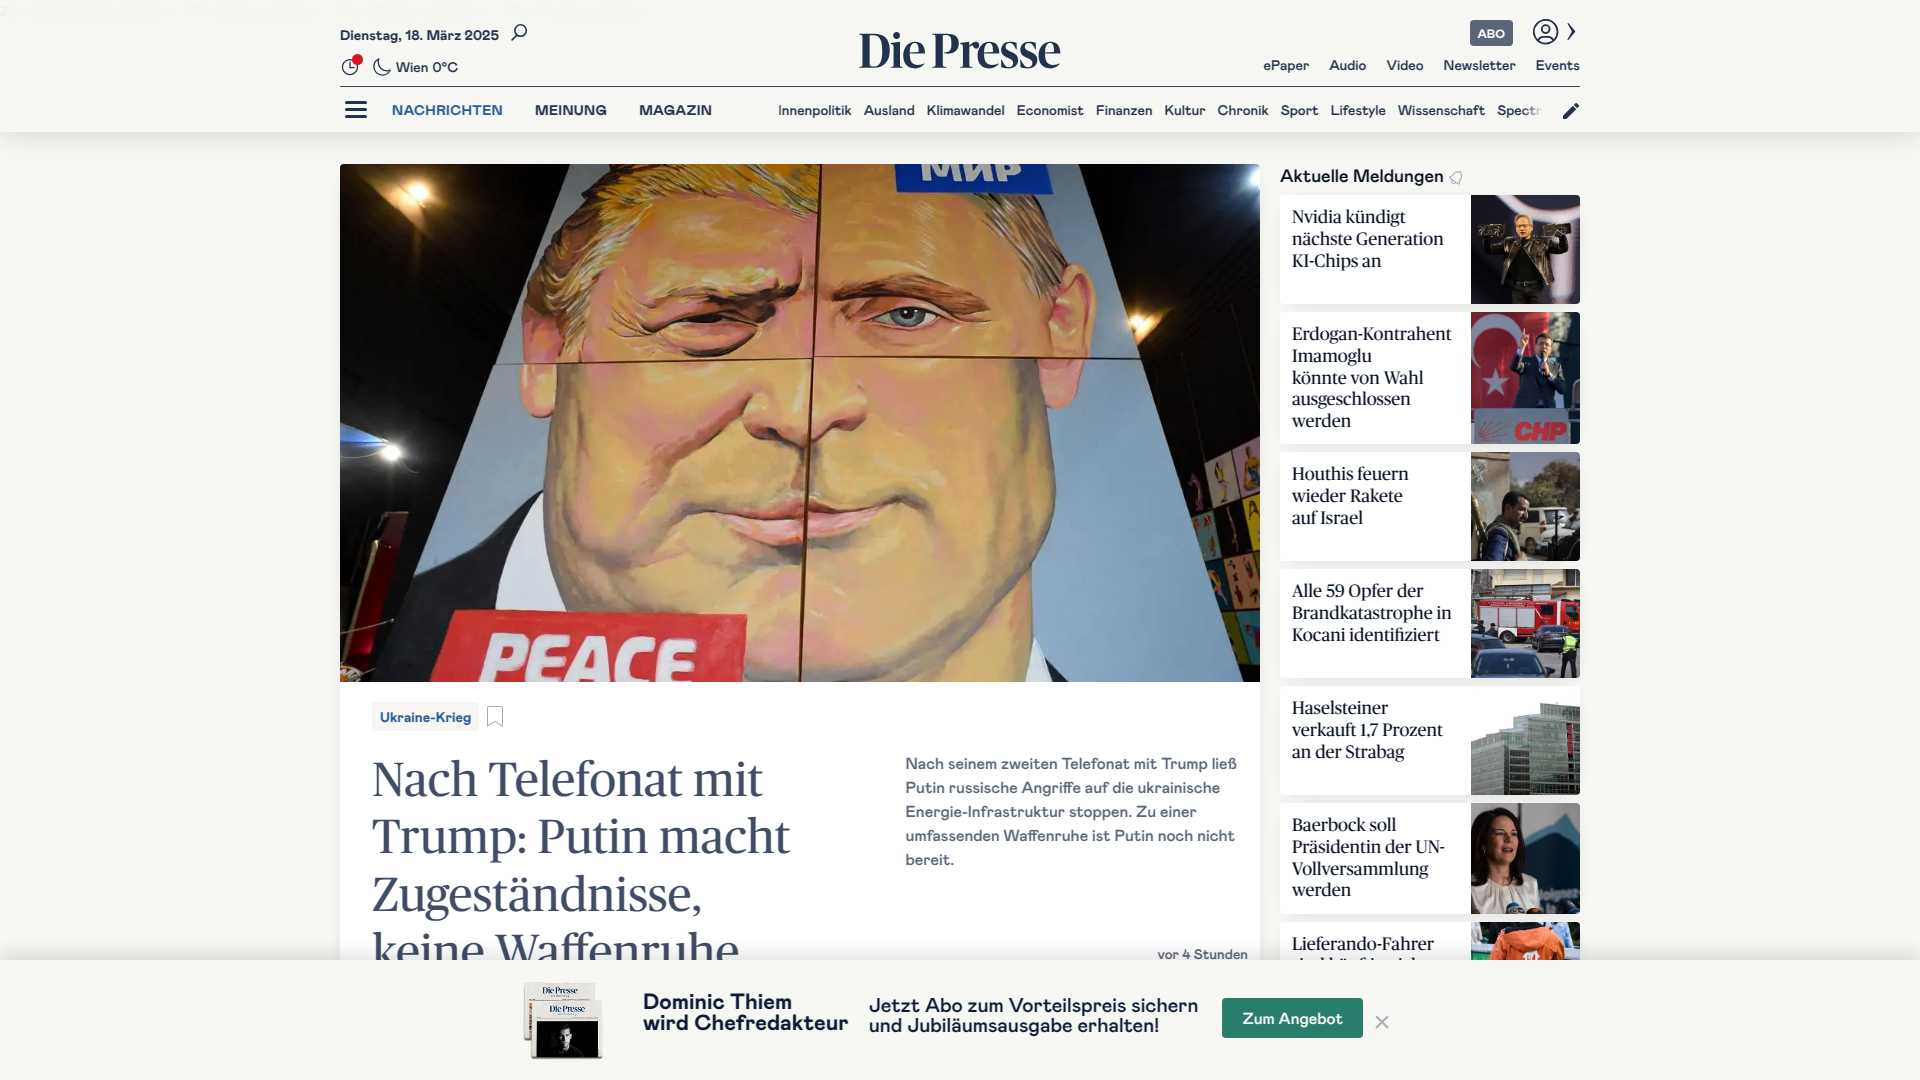 Dienstag, 18. März 2025
Wien 0°C
Die Presse
ABO
ePaper
Audio
Video
Newsletter
Events
NACHRICHTEN
MEINUNG
MAGAZIN
Innenpolitik
Ausland
Klimawandel
Economist
Finanzen
Kultur
Chronik
Sport
Lifestyle
Wissenschaft
МИР
PEACE
Ukraine-Krieg
Nach Telefonat mit
Trump: Putin macht
Zugeständnisse,
keine Waffenruhe
Nach seinem zweiten Telefonat mit Trump ließ
Putin russische Angriffe auf die ukrainische
Energie-Infrastruktur stoppen. Zu einer
umfassenden Waffenruhe ist Putin noch nicht
bereit.
vor 4 Stunden
Aktuelle Meldungen
Nvidia kündigt
nächste Generation
KI-Chips an
Erdogan-Kontrahent
Imamoglu
könnte von Wahl
ausgeschlossen
werden
CHP
Houthis feuern
wieder Rakete
auf Israel
Alle 59 Opfer der
Brandkatastrophe in
Kocani identifiziert
Haselsteiner
verkauft 1,7 Prozent
an der Strabag
Baerbock soll
Präsidentin der UN-
Vollversammlung
werden
Lieferando-Fahrer
Die Presse
Die Presse
Dominic Thiem
wird Chefredakteur
Jetzt Abo zum Vorteilspreis sichern
und Jubiläumsausgabe erhalten!
Zum Angebot